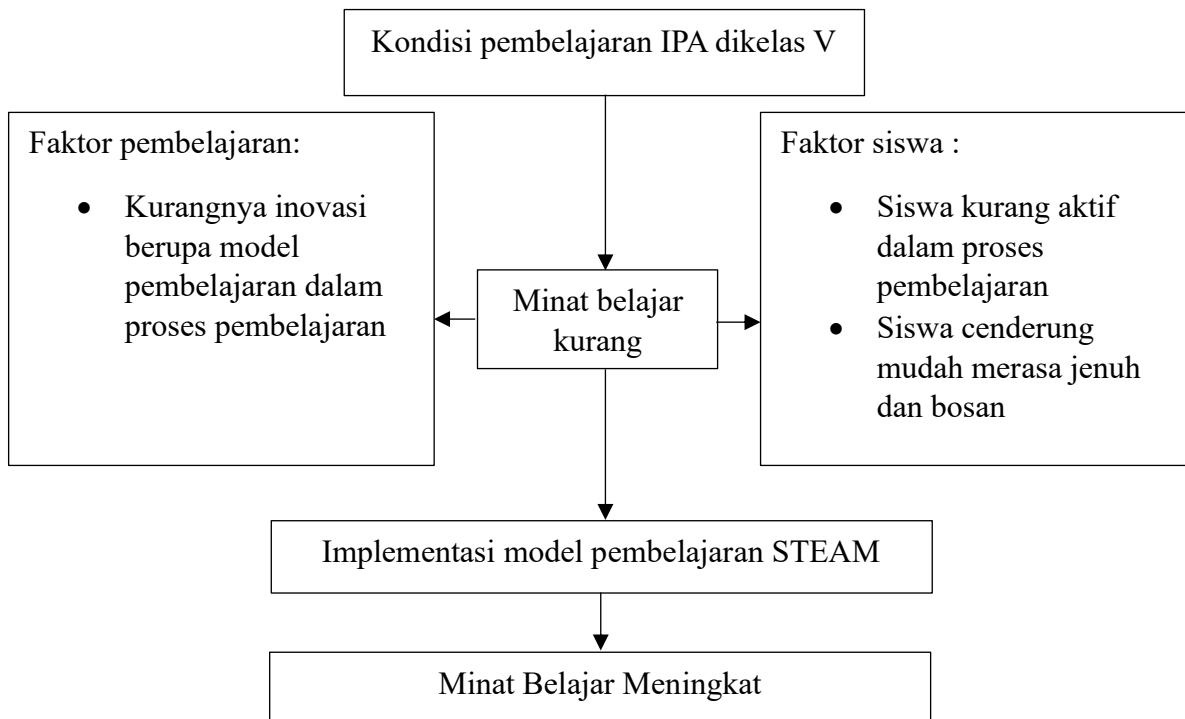 Kondisi pembelajaran IPA dikelas V
Faktor pembelajaran:
• Kurangnya inovasi
berupa model
pembelajaran dalam
proses pembelajaran
Minat belajar
kurang
Faktor siswa :
• Siswa kurang aktif
dalam proses
pembelajaran
• Siswa cenderung
mudah merasa jenuh
dan bosan
Implementasi model pembelajaran STEAM
Minat Belajar Meningkat